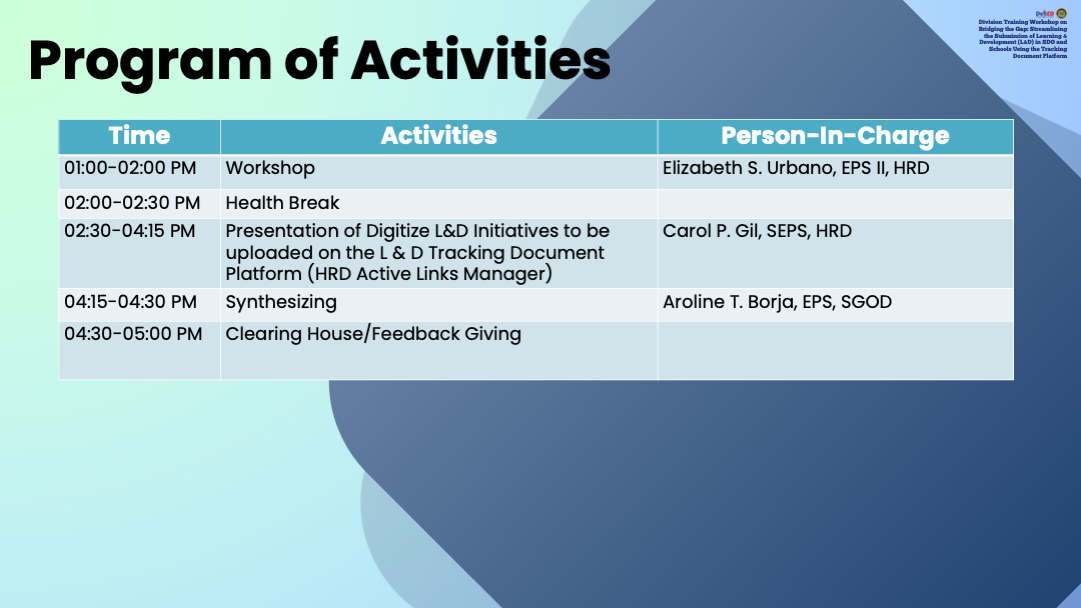 DepED
Division Training Workshop on
Bridging the Gap: Streamlining
the Submission of Learning &
Development (L&D) in SDO and
Schools Using the Tracking
Document Platform
Program of Activities
Time Activities Person-In-Charge
01:00-02:00 PM Workshop Elizabeth S. Urbano, EPS II, HRD
02:00-02:30 PM Health Break
02:30-04:15 PM Presentation of Digitize L&D Initiatives to be Carol P. Gil, SEPS, HRD
uploaded on the L & D Tracking Document
Platform (HRD Active Links Manager)
04:15-04:30 PM Synthesizing Aroline T. Borja, EPS, SGOD
04:30-05:00 PM Clearing House/Feedback Giving